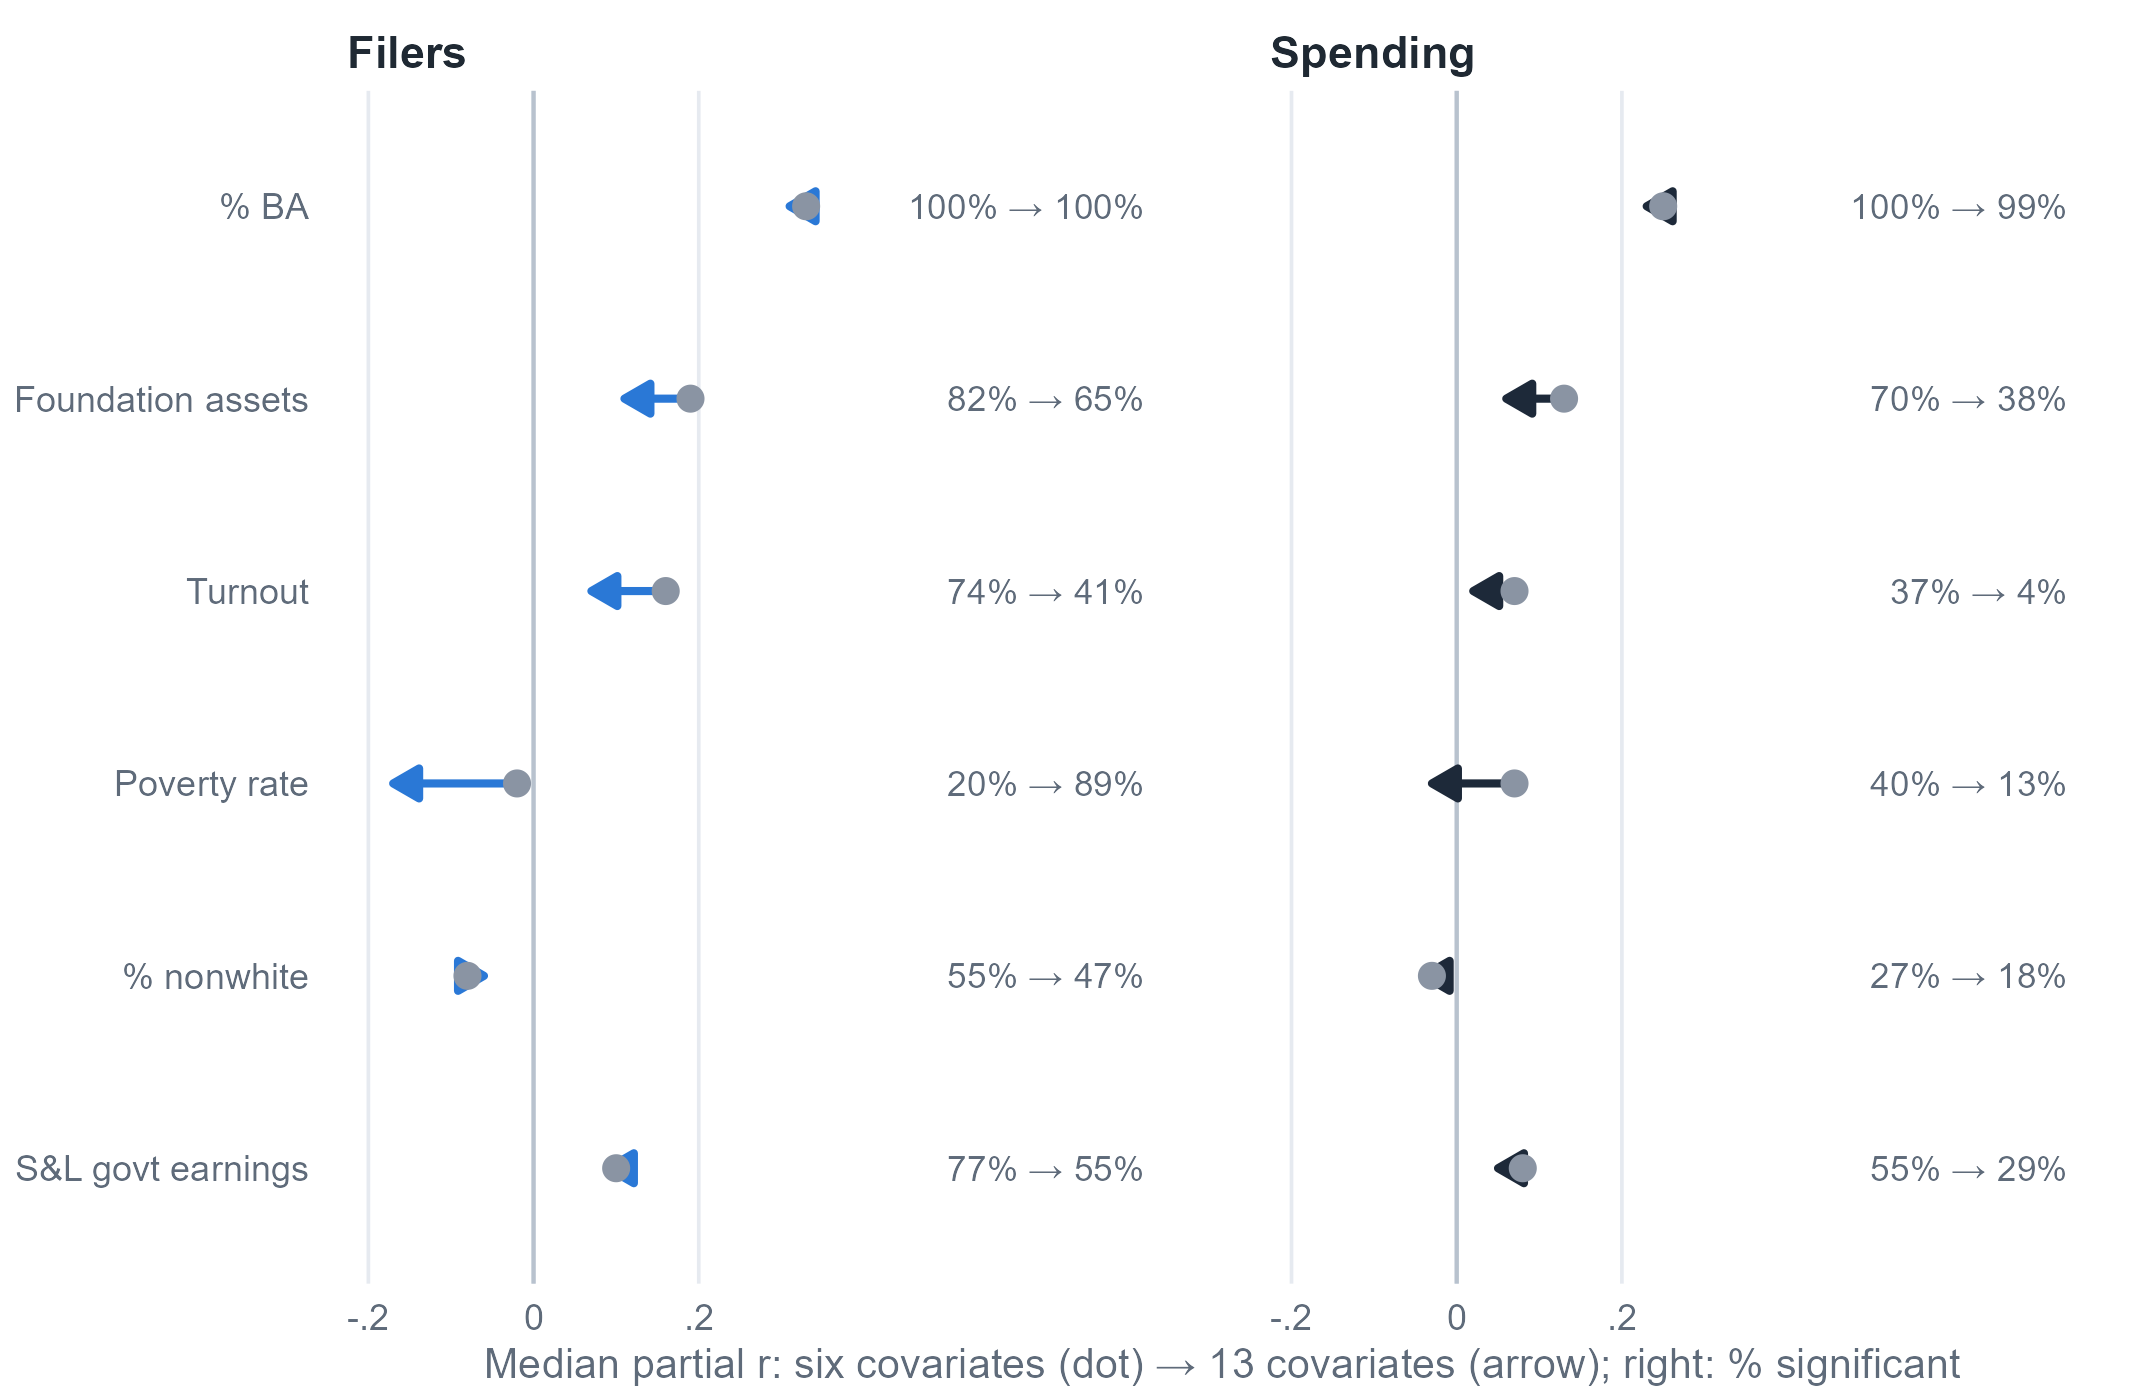 Filers
Spending
% BA
100% → 100%
100% → 99%
Foundation assets
82% → 65%
70% → 38%
Turnout
74% → 41%
37% → 4%
Poverty rate
20% → 89%
40% → 13%
% nonwhite
55% → 47%
27% → 18%
S&L govt earnings
77% → 55%
55% → 29%
-.2
0
.2
-.2
0
.2
Median partial r: six covariates (dot) → 13 covariates (arrow); right: % significant